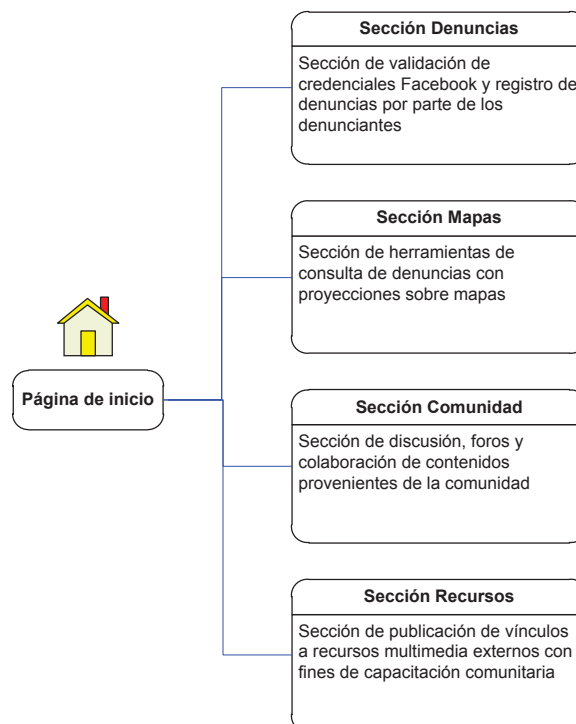 Sección Denuncias
Sección de validación de
credenciales Facebook y registro de
denuncias por parte de los
denunciantes
Sección Mapas
Sección de herramientas de
consulta de denuncias con
proyecciones sobre mapas
Página de inicio
Sección Comunidad
Sección de discusión, foros y
colaboración de contenidos
provenientes de la comunidad
Sección Recursos
Sección de publicación de vínculos
a recursos multimedia externos con
fines de capacitación comunitaria